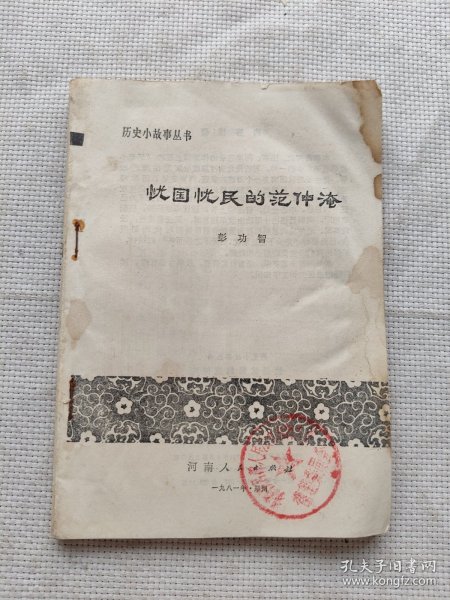 历史小故事丛书
忧国忧民的范仲淹
彭功智
河南人民出版社
一九八一年·郑州
孔夫子旧书网
www.kongfz.com